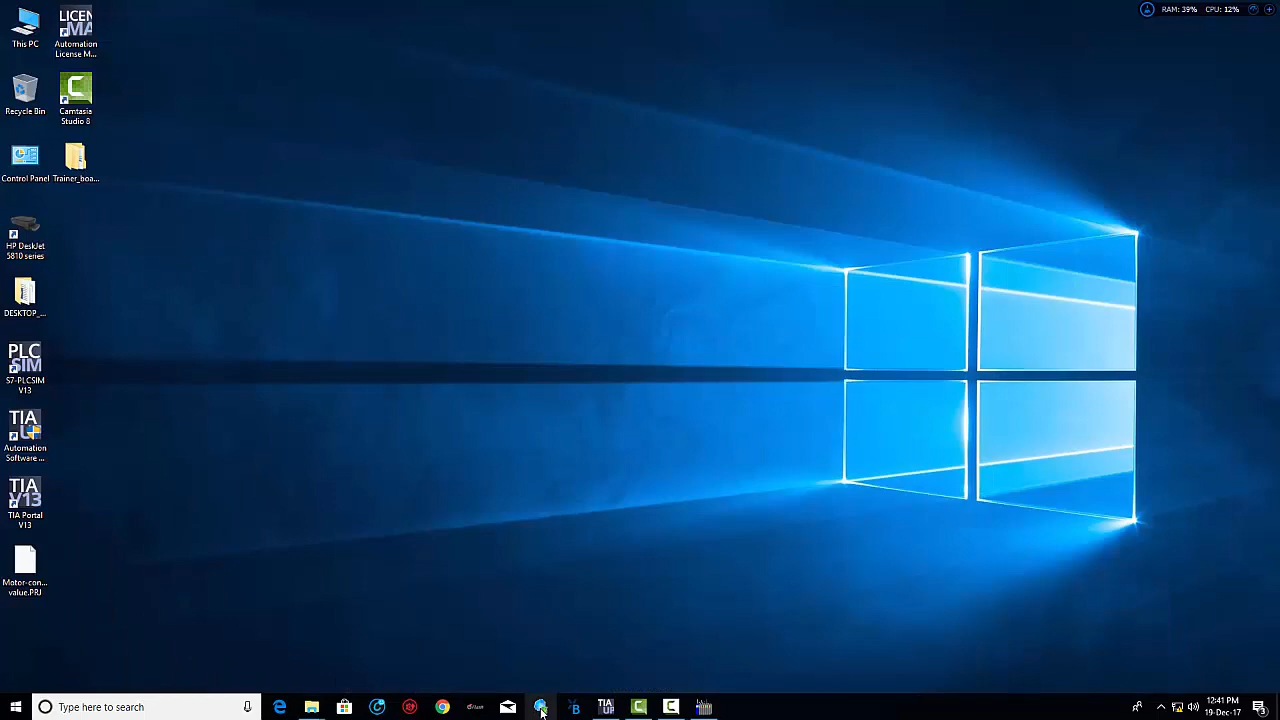 RAM: 39% CPU: 12%
This PC
LICEN
MA
Automation
License M...
Recycle Bin
Camtasia
Studio 8
Control Panel
Trainer_boa...
HP DeskJet
5810 series
DESKTOP_...
PLC
SIM
S7-PLCSIM
V13
TIA
Automation
Software ...
TIA
V13
TIA Portal
V13
Motor-con...
value.PRJ
Type here to search
TIA
UP
12:41 PM
19-Dec-17